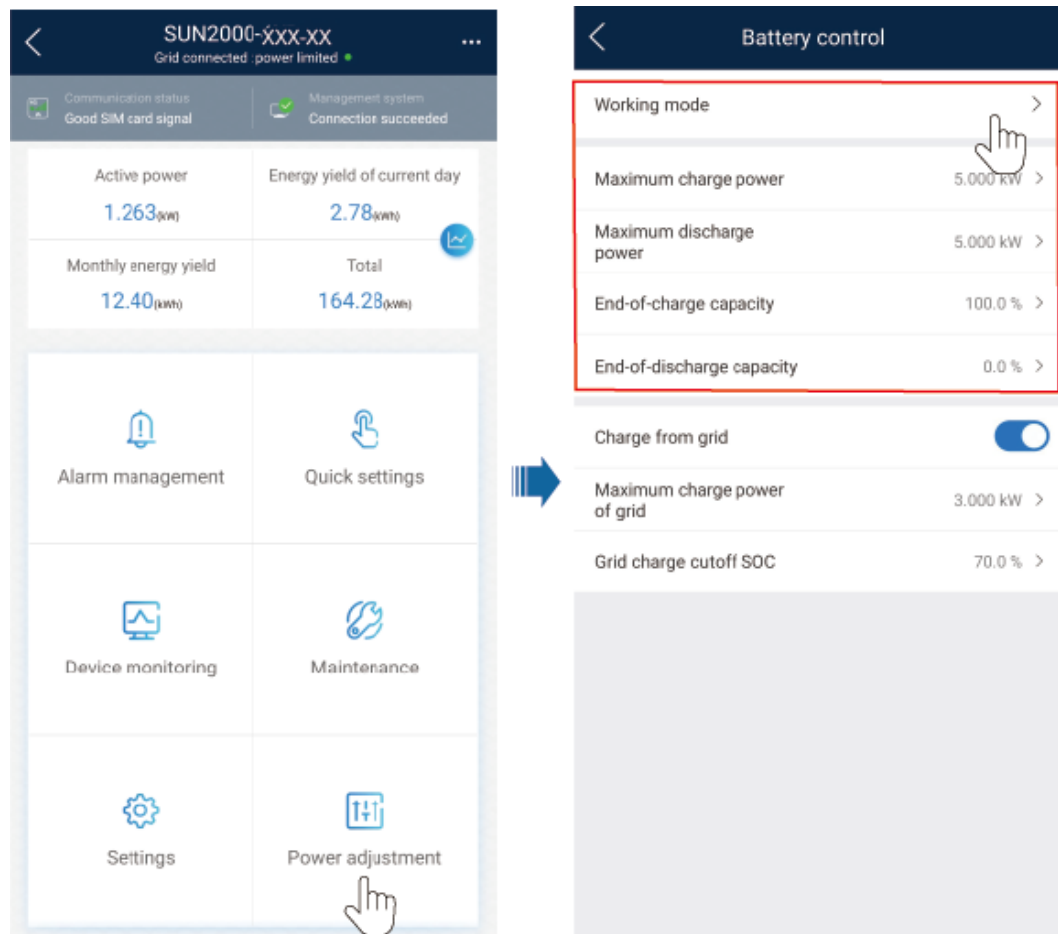 SUN2000-XXX-XX
Grid connected :power limited
Communication status
Good SIM card signal
Management system
Connection succeeded
Active power
1.263(kW)
Energy yield of current day
2.78(kWh)
Monthly energy yield
12.40(kWh)
Total
164.28(kWh)
Alarm management
Quick settings
Device monitoring
Maintenance
Settings
Power adjustment
Battery control
Working mode
Maximum charge power
5.000 kW
Maximum discharge
power
5.000 kW
End-of-charge capacity
100.0 %
End-of-discharge capacity
0.0 %
Charge from grid
Maximum charge power
of grid
3.000 kW
Grid charge cutoff SOC
70.0 %